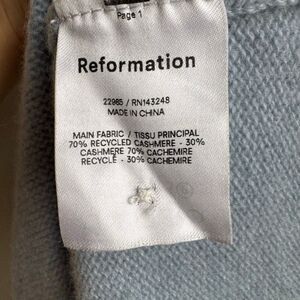 Page 1
Reformation
22985 / RN143248
MADE IN CHINA
MAIN FABRIC / TISSU PRINCIPAL
70% RECYCLED CASHMERE - 30%
CASHMERE 70% CACHEMIRE
RECYCLE - 30% CACHEMIRE